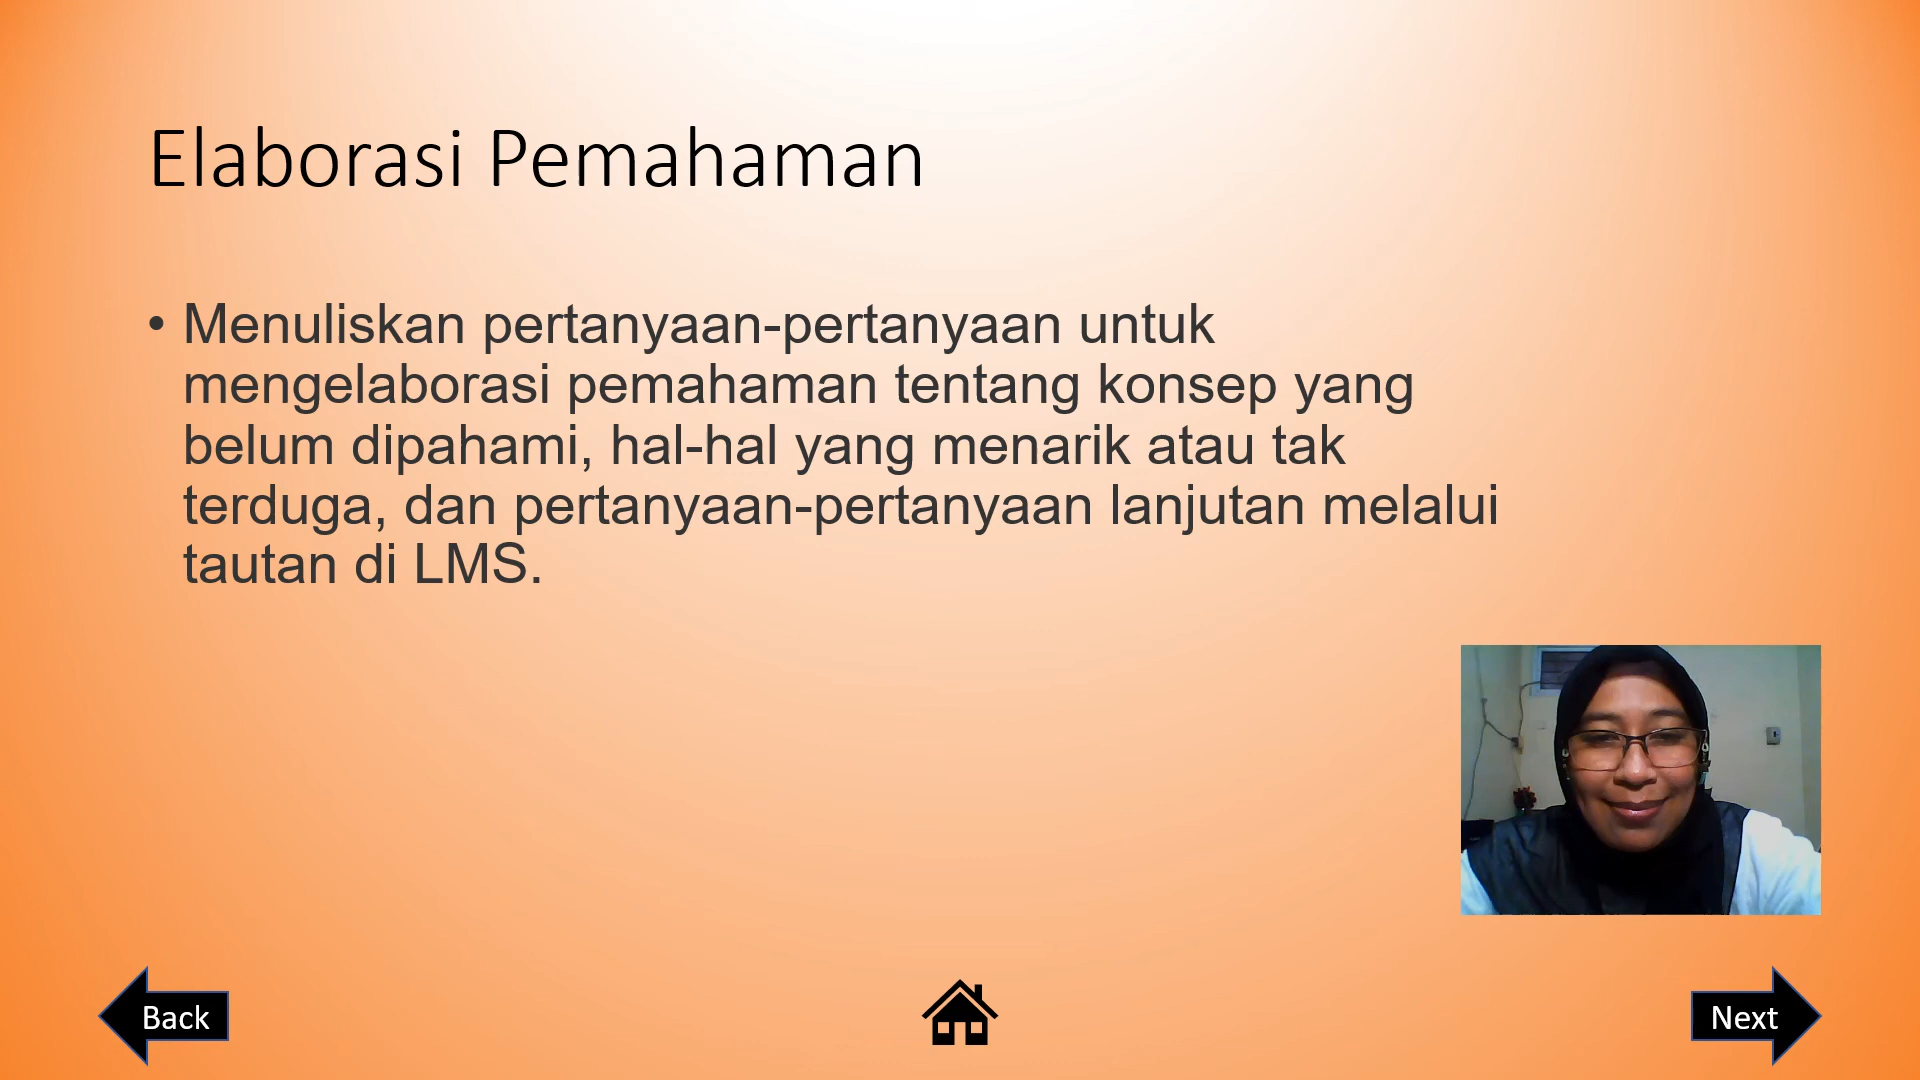 Elaborasi Pemahaman
• Menuliskan pertanyaan-pertanyaan untuk
mengelaborasi pemahaman tentang konsep yang
belum dipahami, hal-hal yang menarik atau tak
terduga, dan pertanyaan-pertanyaan lanjutan melalui
tautan di LMS.
Back
Next